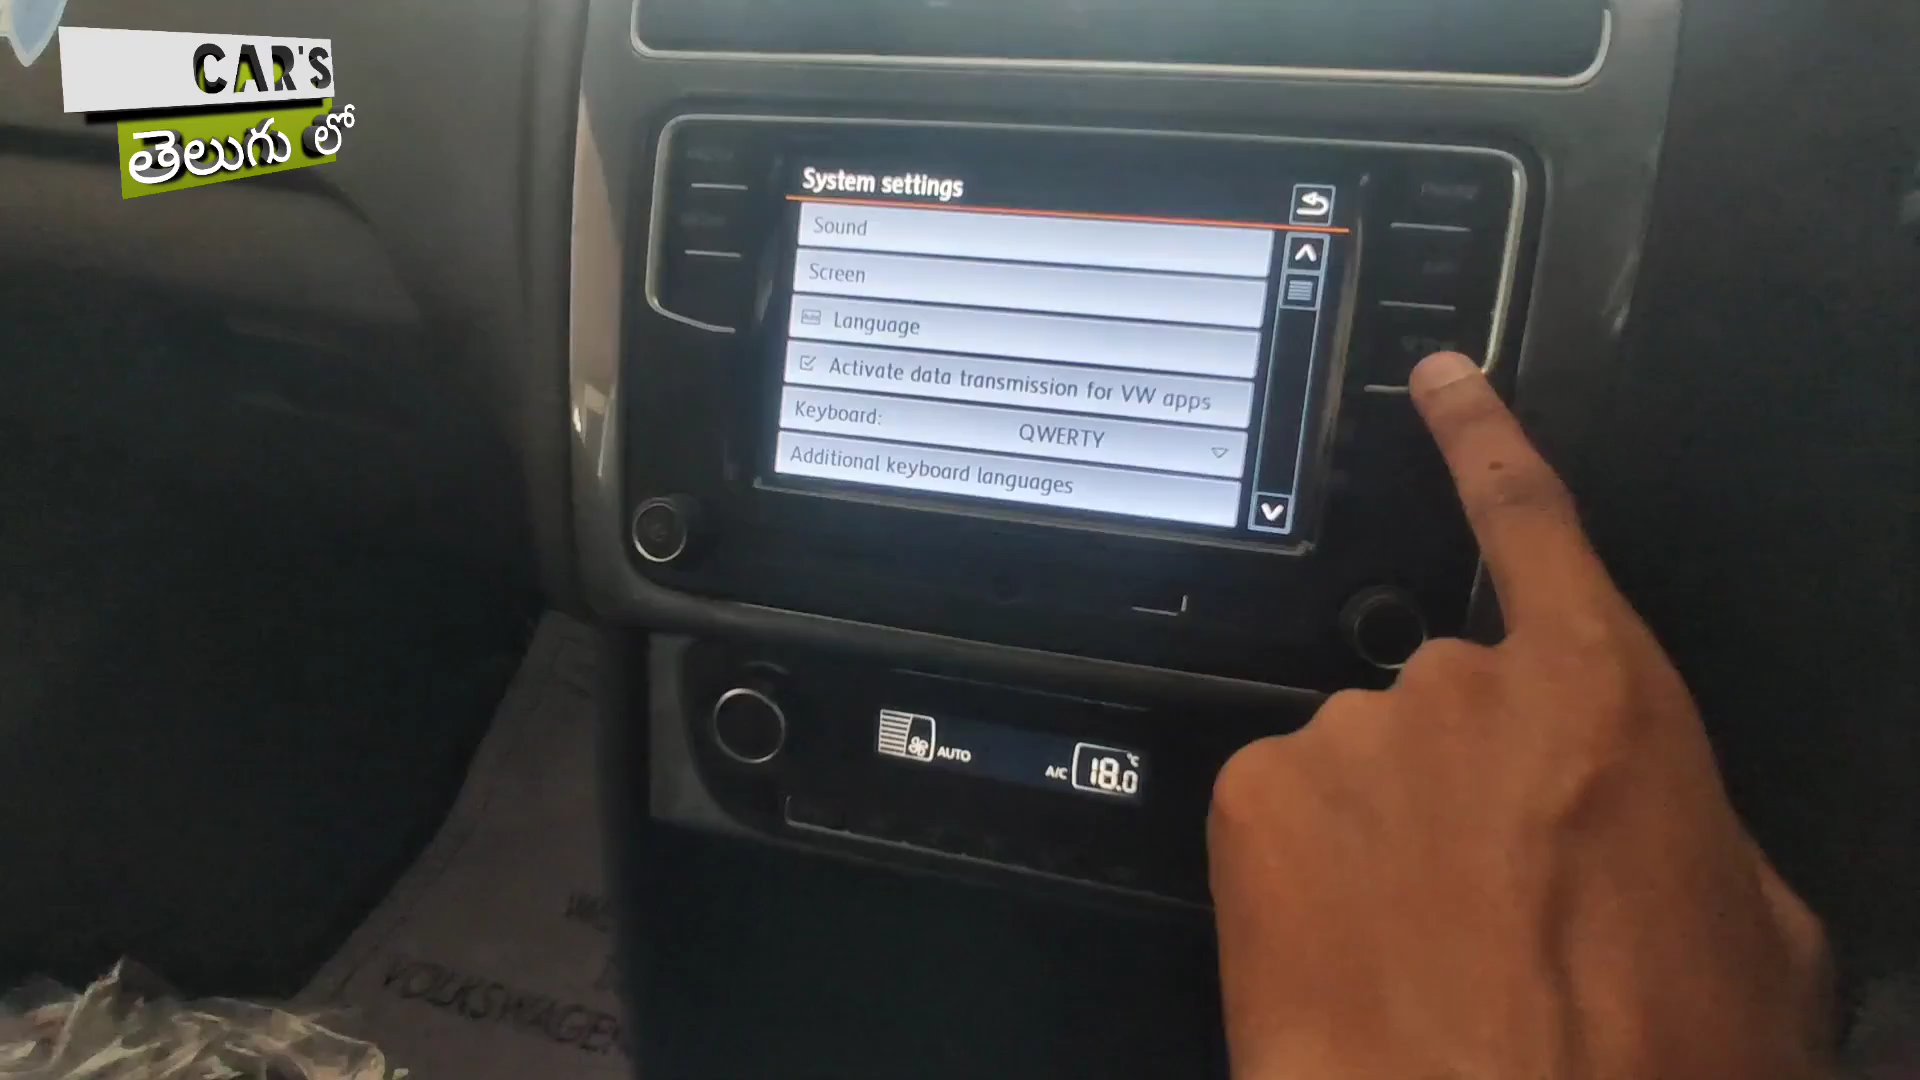 CAR'S
తెలుగు లో
System settings
Sound
Screen
Language
Activate data transmission for VW apps
Keyboard: QWERTY
Additional keyboard languages
AUTO
A/C 18.0 °C
VOLKSWAGEN